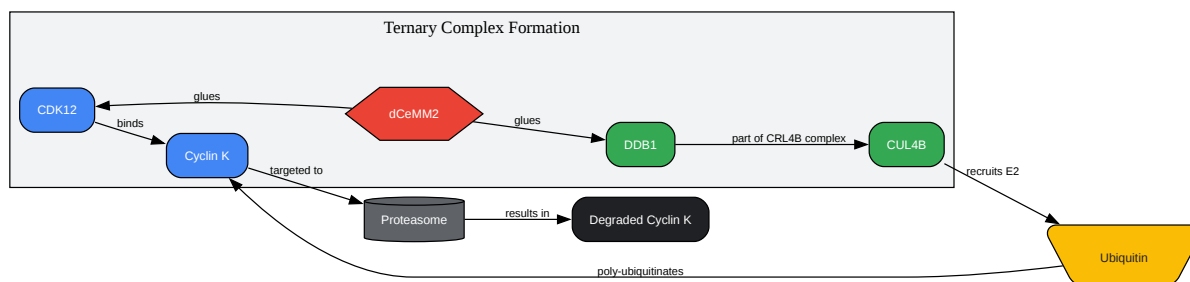 Ternary Complex Formation
glues
CDK12
dCeMM2
binds
glues
Cyclin K
DDB1
part of CRL4B complex
CUL4B
targeted to
recruits E2
Proteasome
results in
Degraded Cyclin K
Ubiquitin
poly-ubiquitinates